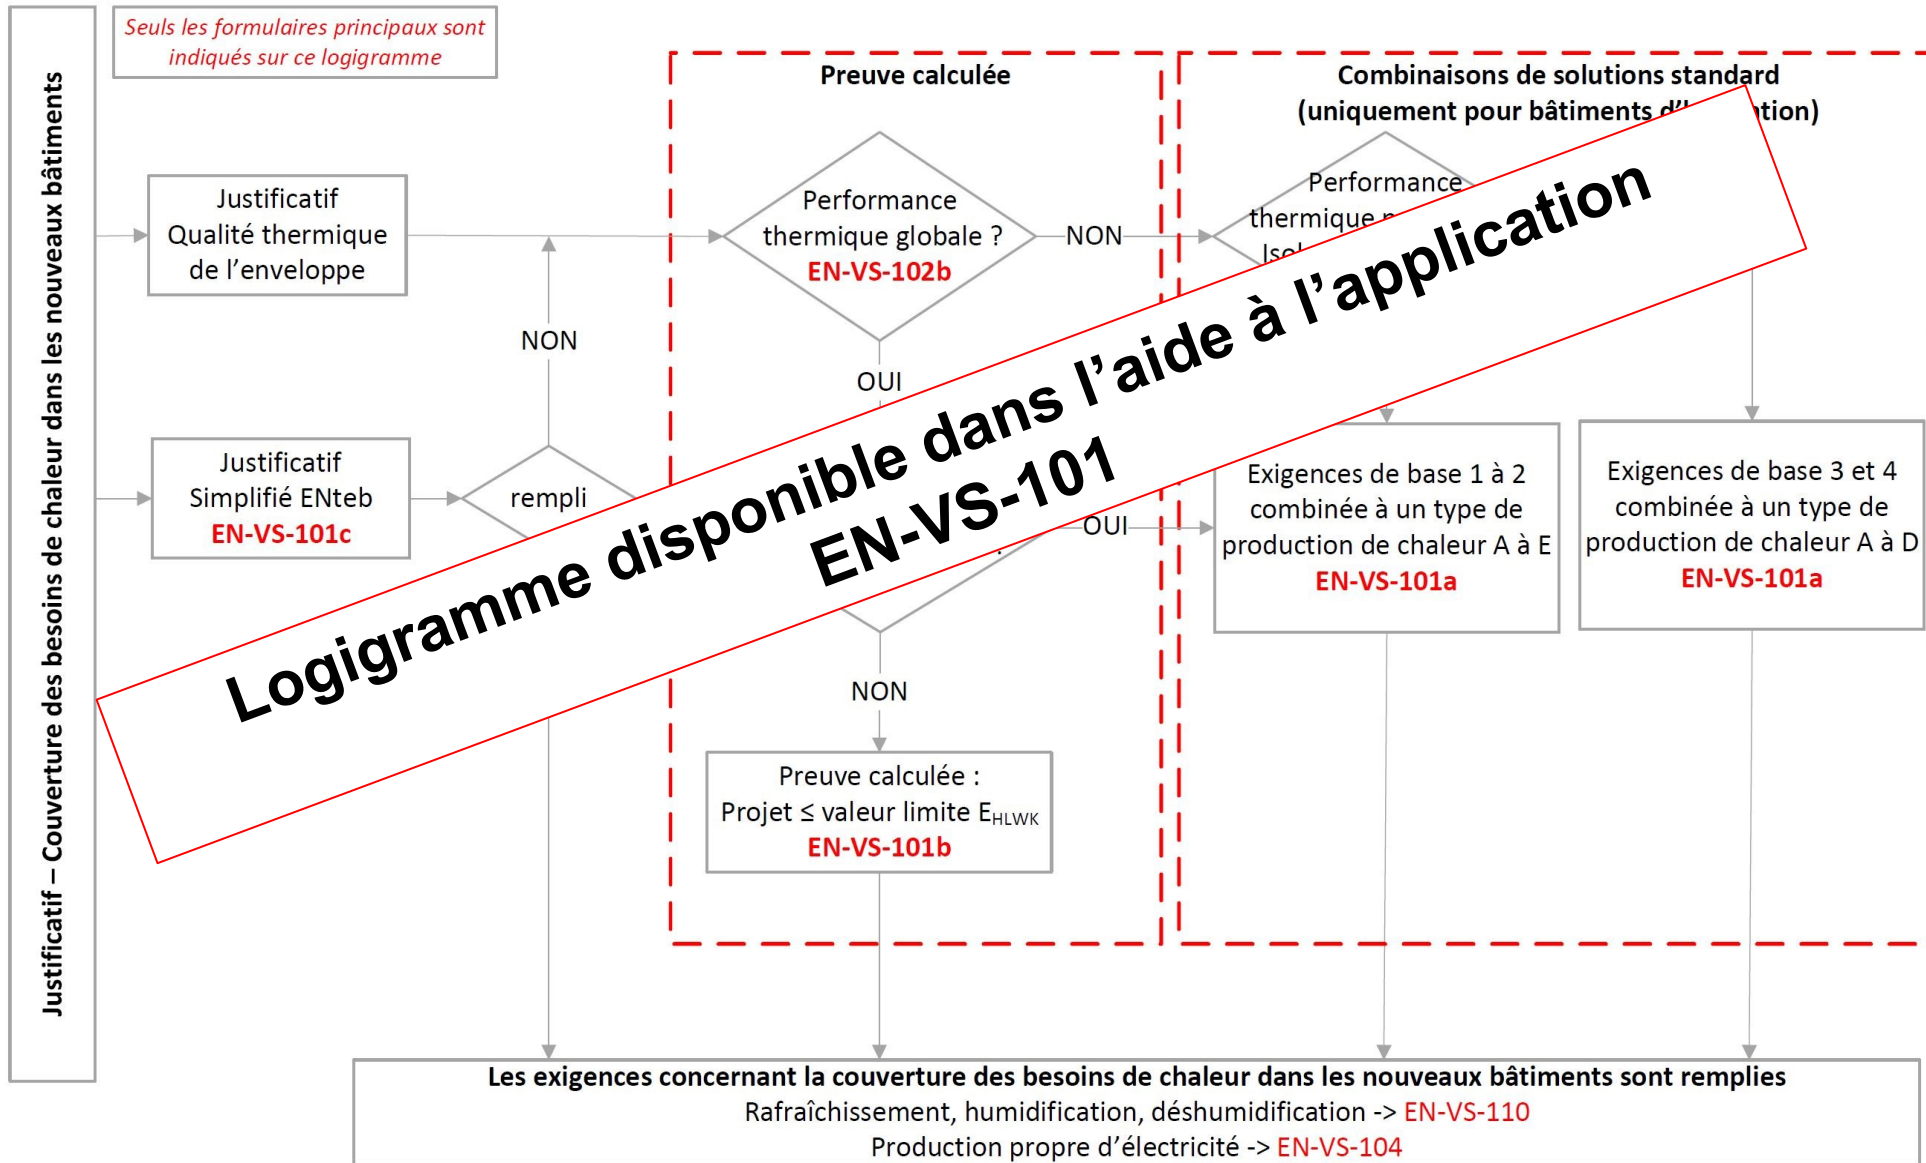 Justificatif – Couverture des besoins de chaleur dans les nouveaux bâtiments
Seuls les formulaires principaux sont
indiqués sur ce logigramme
Preuve calculée
Combinaisons de solutions standard
(uniquement pour bâtiments
Justificatif
Qualité thermique
de l’enveloppe
Performance
thermique globale ?
EN-VS-102b
NON
Performance
thermique
NON
OUI
Justificatif
Simplifié ENteb
EN-VS-101c
rempli
Logigramme disponible dans l’aide à l’application
EN-VS-101
OUI
Exigences de base 1 à 2
combinée à un type de
production de chaleur A à E
EN-VS-101a
Exigences de base 3 et 4
combinée à un type de
production de chaleur A à D
EN-VS-101a
NON
Preuve calculée :
Projet ≤ valeur limite EHLWK
EN-VS-101b
Les exigences concernant la couverture des besoins de chaleur dans les nouveaux bâtiments sont remplies
Rafraîchissement, humidification, déshumidification -> EN-VS-110
Production propre d’électricité -> EN-VS-104